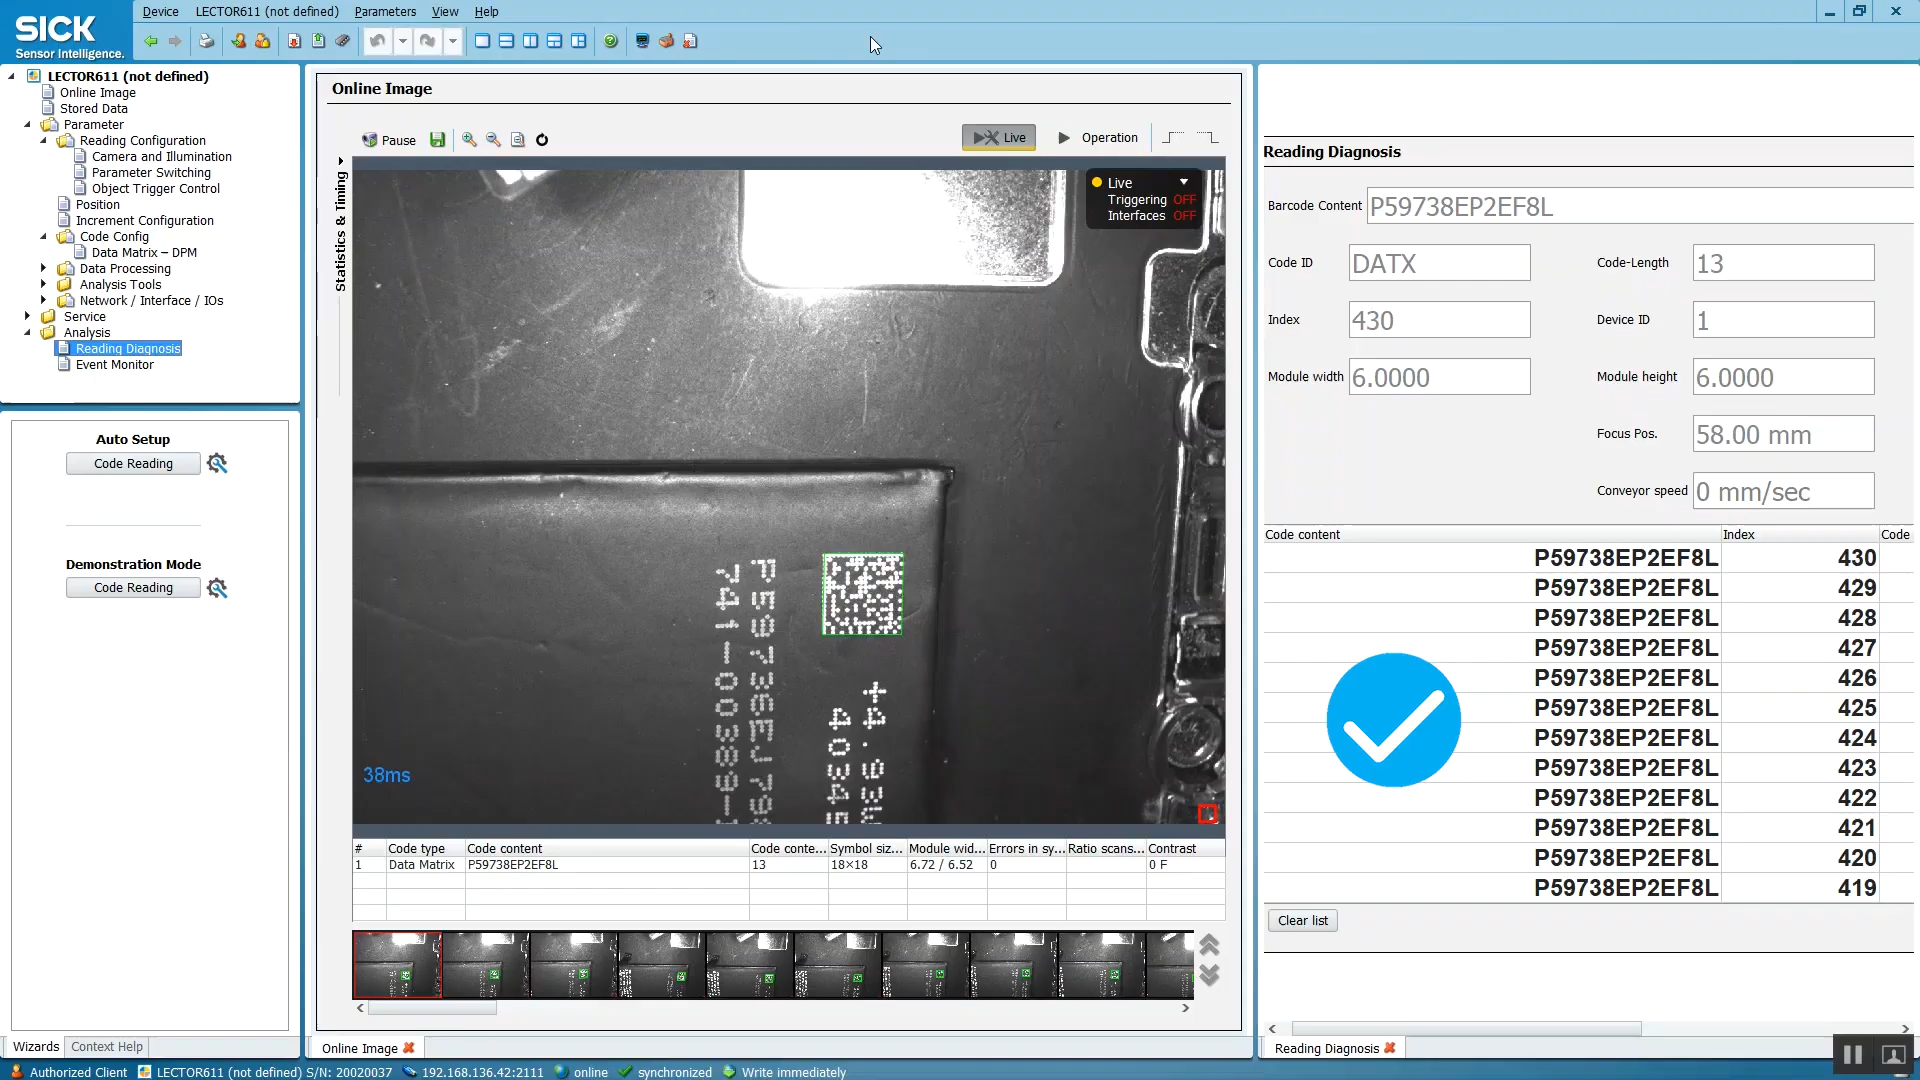 SICK
Sensor Intelligence.
Device LECTOR611 (not defined) Parameters View Help
LECTOR611 (not defined)
Online Image
Stored Data
Parameter
Reading Configuration
Camera and Illumination
Parameter Switching
Object Trigger Control
Position
Increment Configuration
Code Config
Data Matrix – DPM
Data Processing
Analysis Tools
Network / Interface / IOs
Service
Analysis
Reading Diagnosis
Event Monitor
Auto Setup
Code Reading
Demonstration Mode
Code Reading
Wizards Context Help
Online Image
Pause Live Operation
Statistics & Timing
Live
Triggering OFF
Interfaces OFF
38ms
# Code type Code content Code conte... Symbol siz... Module wid... Errors in sy... Ratio scans... Contrast
1 Data Matrix P59738EP2EF8L 13 18×18 6.72 / 6.52 0 0 F
Online Image
Reading Diagnosis
Barcode Content P59738EP2EF8L
Code ID DATX Code-Length 13
Index 430 Device ID 1
Module width 6.0000 Module height 6.0000
Focus Pos. 58.00 mm
Conveyor speed 0 mm/sec
Code content Index Code
P59738EP2EF8L 430
P59738EP2EF8L 429
P59738EP2EF8L 428
P59738EP2EF8L 427
P59738EP2EF8L 426
P59738EP2EF8L 425
P59738EP2EF8L 424
P59738EP2EF8L 423
P59738EP2EF8L 422
P59738EP2EF8L 421
P59738EP2EF8L 420
P59738EP2EF8L 419
Clear list
Reading Diagnosis
Authorized Client LECTOR611 (not defined) S/N: 20020037 192.168.136.42:2111 online synchronized Write immediately